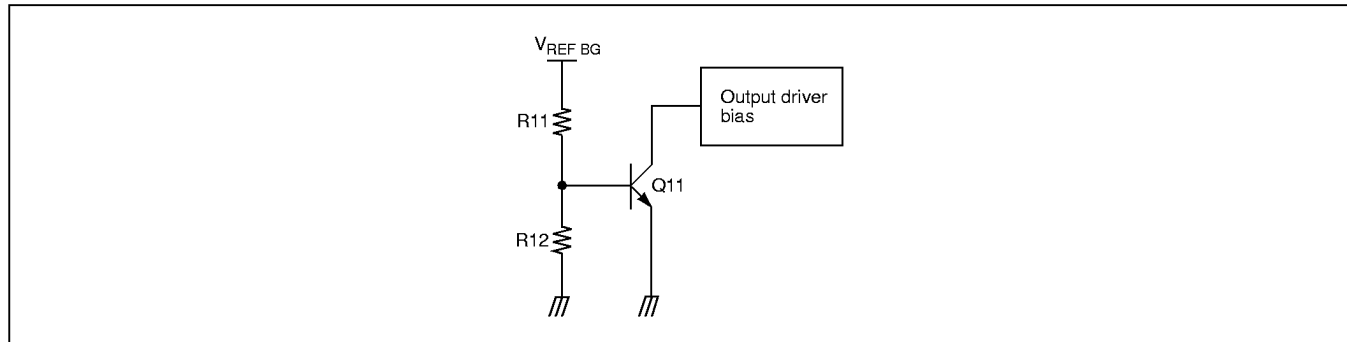 VREF BG
R11
Output driver
bias
Q11
R12